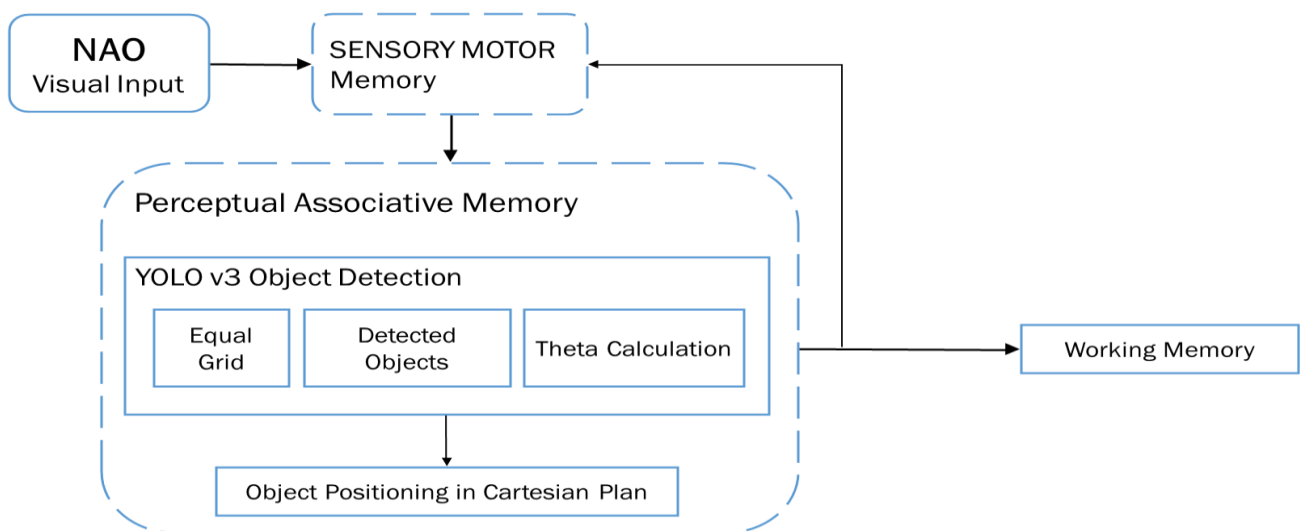 NAO
Visual Input
SENSORY MOTOR
Memory
Perceptual Associative Memory
YOLO v3 Object Detection
Equal
Grid
Detected
Objects
Theta Calculation
Object Positioning in Cartesian Plan
Working Memory